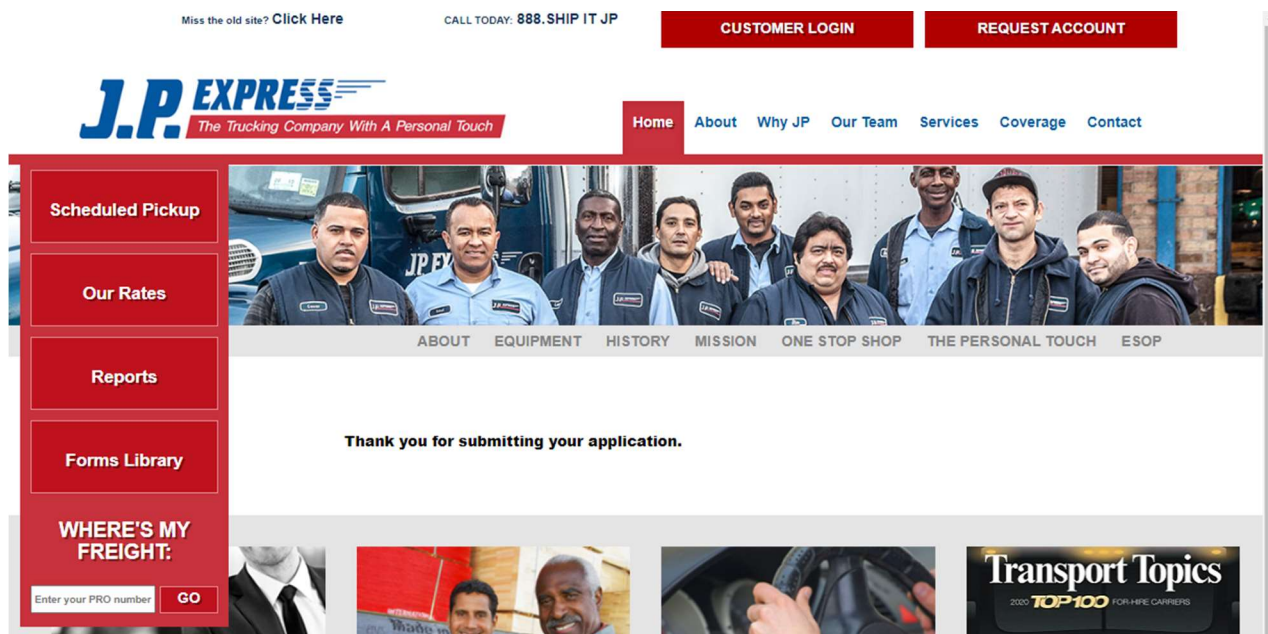 Miss the old site? Click Here
CALL TODAY: 888.SHIP IT JP
CUSTOMER LOGIN
REQUEST ACCOUNT
J.P. EXPRESS
The Trucking Company With A Personal Touch
Home About Why JP Our Team Services Coverage Contact
Scheduled Pickup
Our Rates
Reports
Forms Library
WHERE'S MY
FREIGHT:
Enter your PRO number GO
JP EX
ABOUT EQUIPMENT HISTORY MISSION ONE STOP SHOP THE PERSONAL TOUCH ESOP
Thank you for submitting your application.
Transport Topics
2020 TOP100 FOR-HIRE CARRIERS